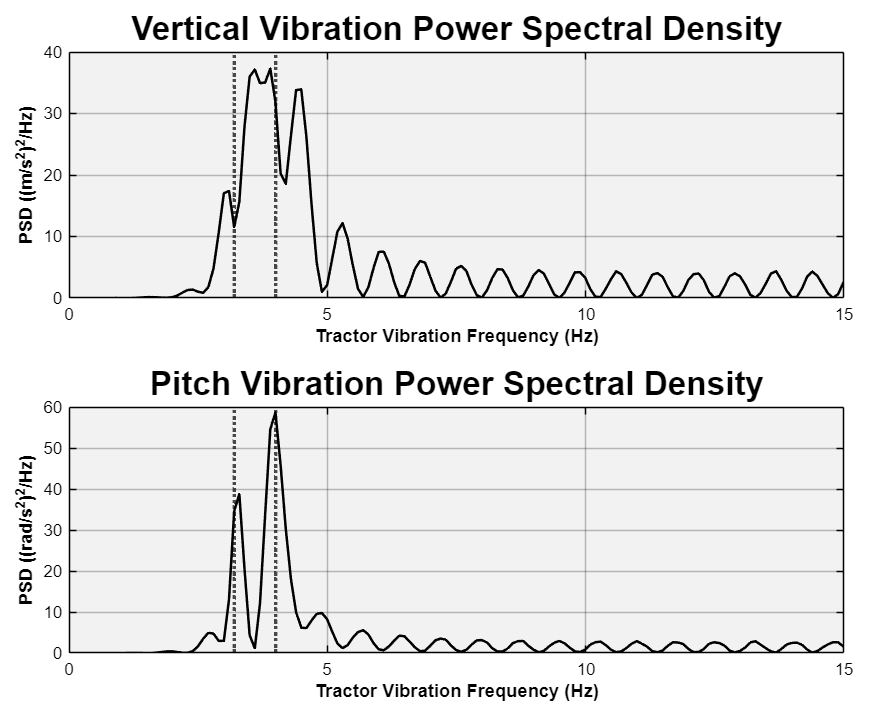 Vertical Vibration Power Spectral Density
40
30
20
10
0
PSD ((m/s²)²/Hz)
0 5 10 15
Tractor Vibration Frequency (Hz)
Pitch Vibration Power Spectral Density
60
50
40
30
20
10
0
PSD ((rad/s²)²/Hz)
0 5 10 15
Tractor Vibration Frequency (Hz)